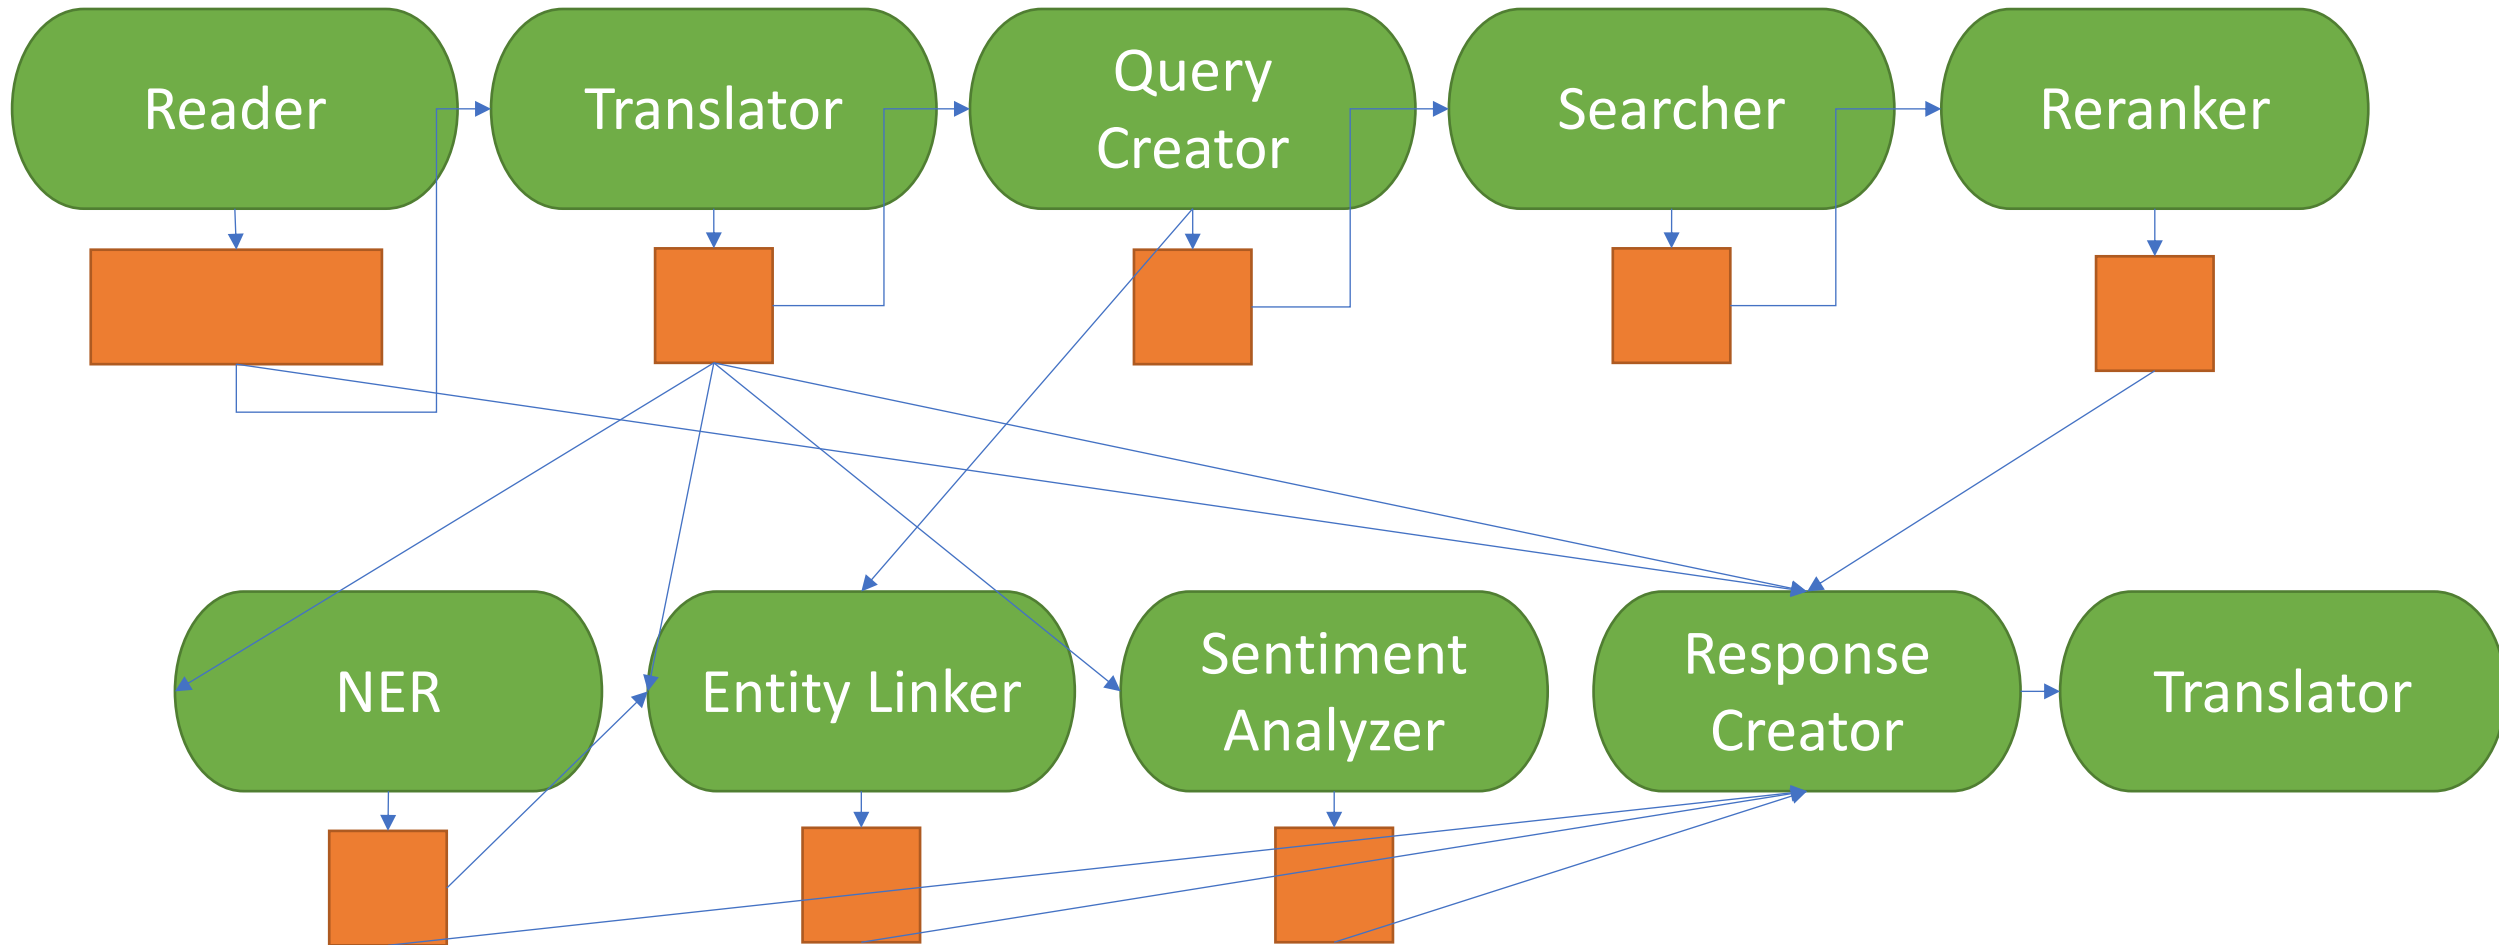 Reader
Translator
Query
Creator
Searcher
Reranker
NER
Entity Linker
Sentiment
Analyzer
Response
Creator
Translator